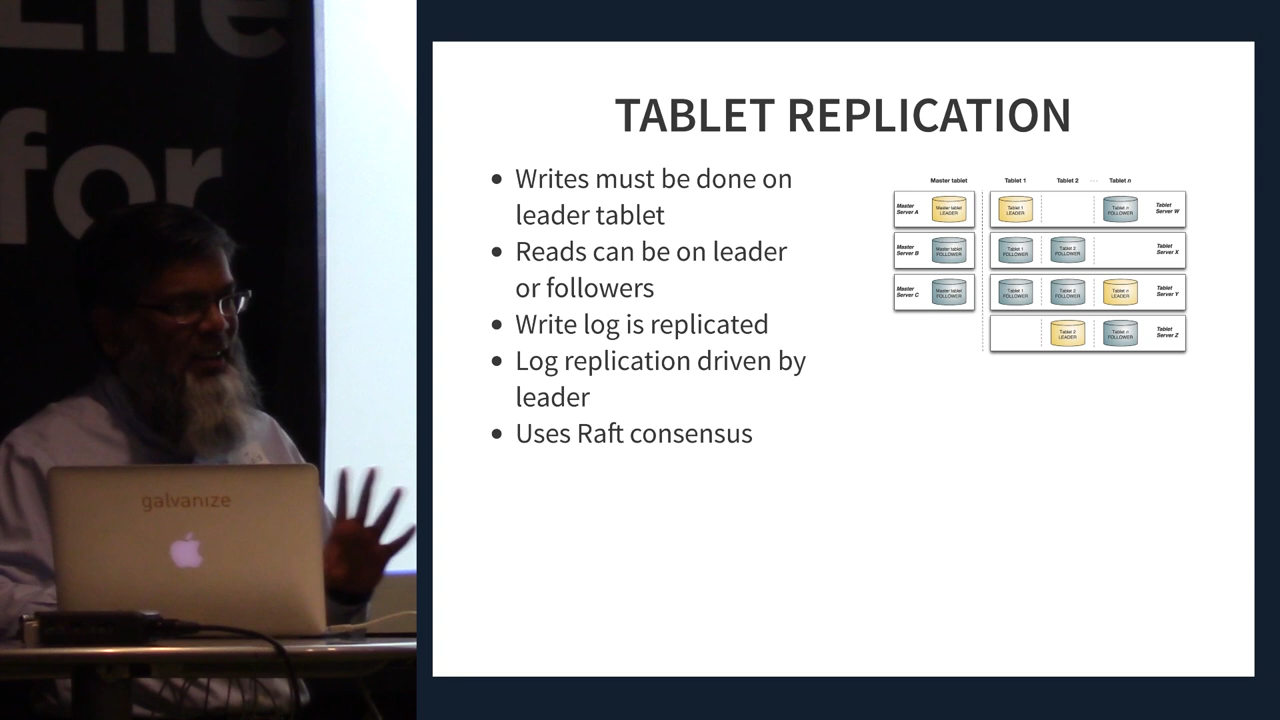 Life
for
galvanize
TABLET REPLICATION
• Writes must be done on
leader tablet
• Reads can be on leader
or followers
• Write log is replicated
• Log replication driven by
leader
• Uses Raft consensus
Master tablet Tablet 1 Tablet 2 ... Tablet n
Master
Server A
Master tablet
LEADER
Tablet 1
LEADER
Tablet n
FOLLOWER
Tablet
Server W
Master
Server B
Master tablet
FOLLOWER
Tablet 1
FOLLOWER
Tablet 2
FOLLOWER
Tablet
Server X
Master
Server C
Master tablet
FOLLOWER
Tablet 1
FOLLOWER
Tablet 2
FOLLOWER
Tablet n
LEADER
Tablet
Server Y
Tablet 2
LEADER
Tablet n
FOLLOWER
Tablet
Server Z